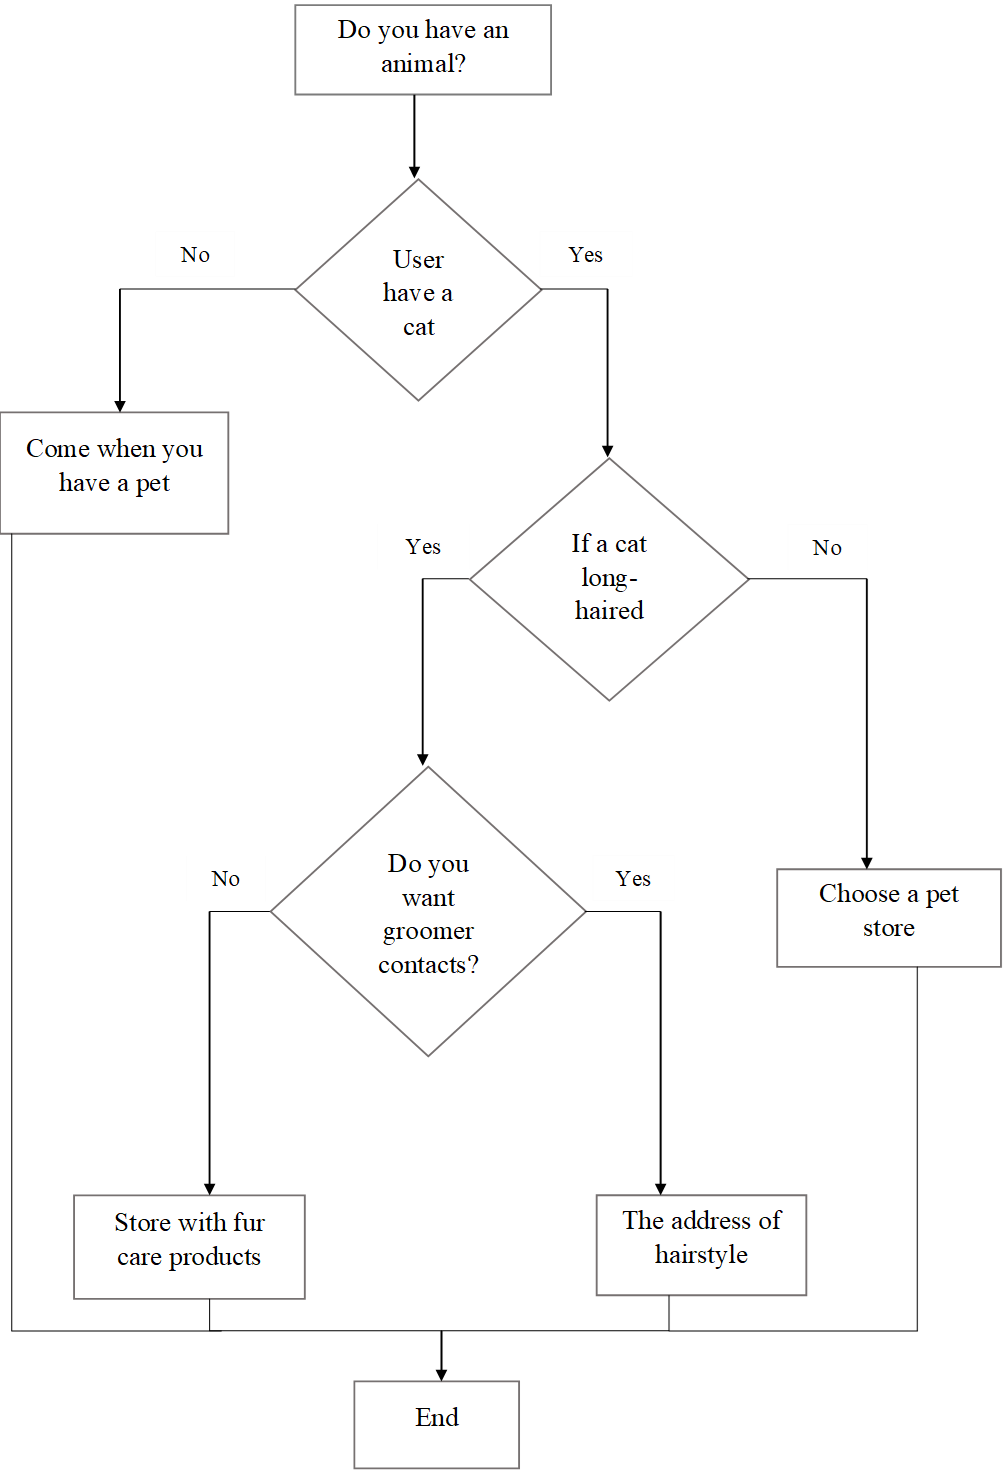 Do you have an
animal?
No
Yes
User
have a
cat
Come when you
have a pet
Yes
No
If a cat
long-
haired
No
Yes
Do you
want
groomer
contacts?
Choose a pet
store
Store with fur
care products
The address of
hairstyle
End